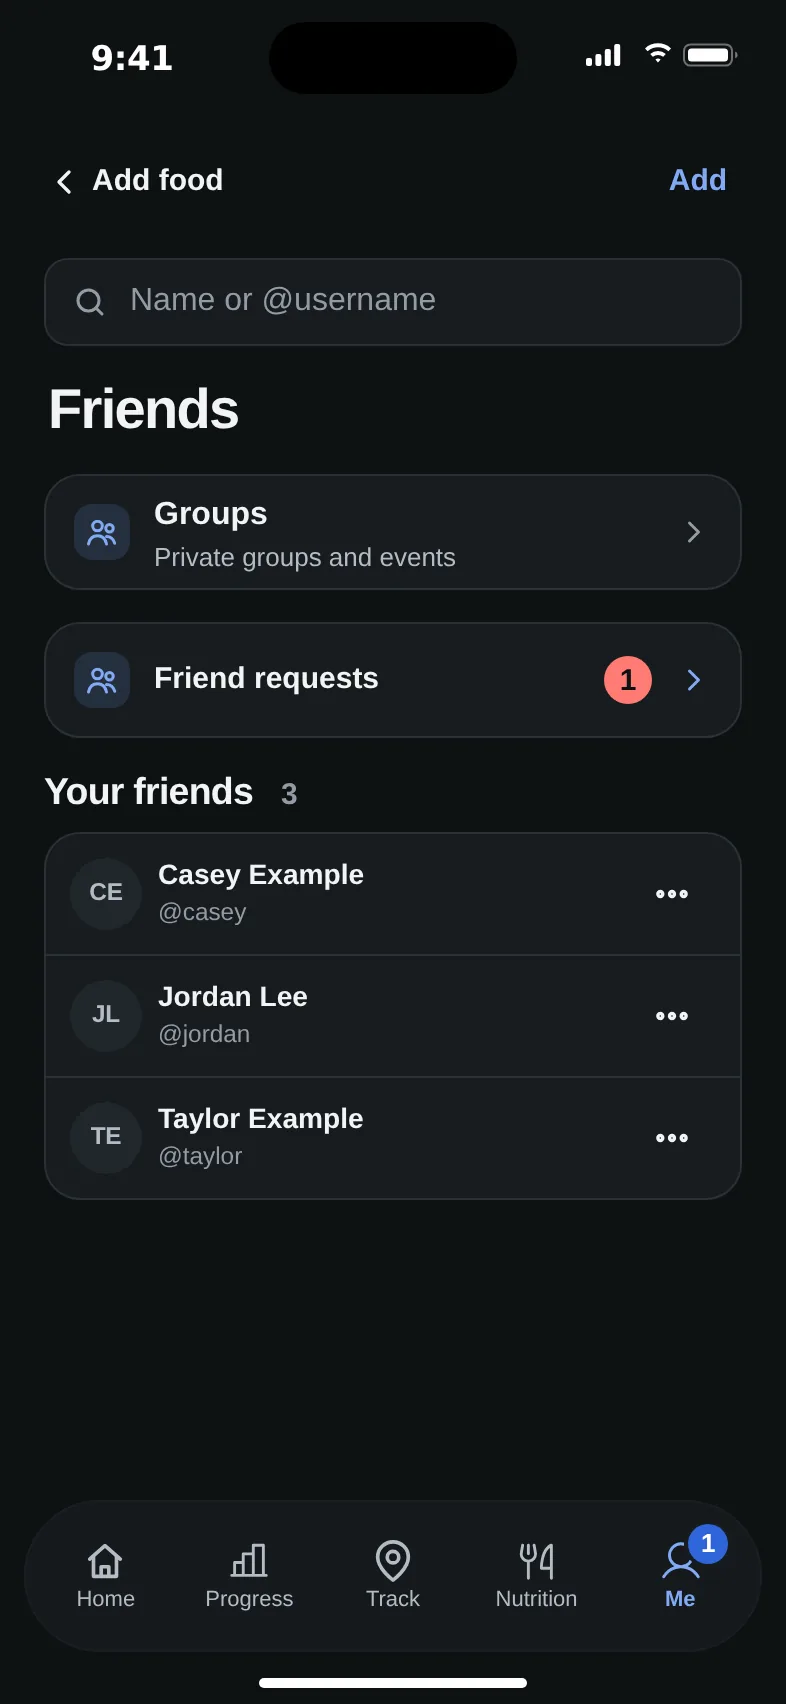 9:41
Add food
Add
Name or @username
Friends
Groups
Private groups and events
Friend requests
1
Your friends 3
CE
Casey Example
@casey
JL
Jordan Lee
@jordan
TE
Taylor Example
@taylor
1
Home
Progress
Track
Nutrition
Me